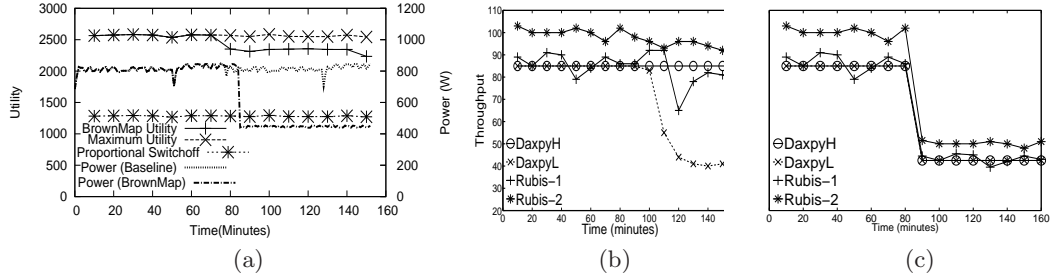 3000
2500
2000
1500
1000
500
0
Utility
0 20 40 60 80 100 120 140 160
Time(Minutes)
1200
1000
800
600
400
200
0
Power (W)
BrownMap Utility
Maximum Utility
Proportional Switchoff
Power (Baseline)
Power (BrownMap)
(a)
110
100
90
80
70
60
50
40
30
20
Throughput
DaxpyH
DaxpyL
Rubis−1
Rubis−2
0 20 40 60 80 100 120 140
Time (minutes)
(b)
DaxpyH
DaxpyL
Rubis−1
Rubis−2
0 20 40 60 80 100 120 140 160
Time (minutes)
(c)